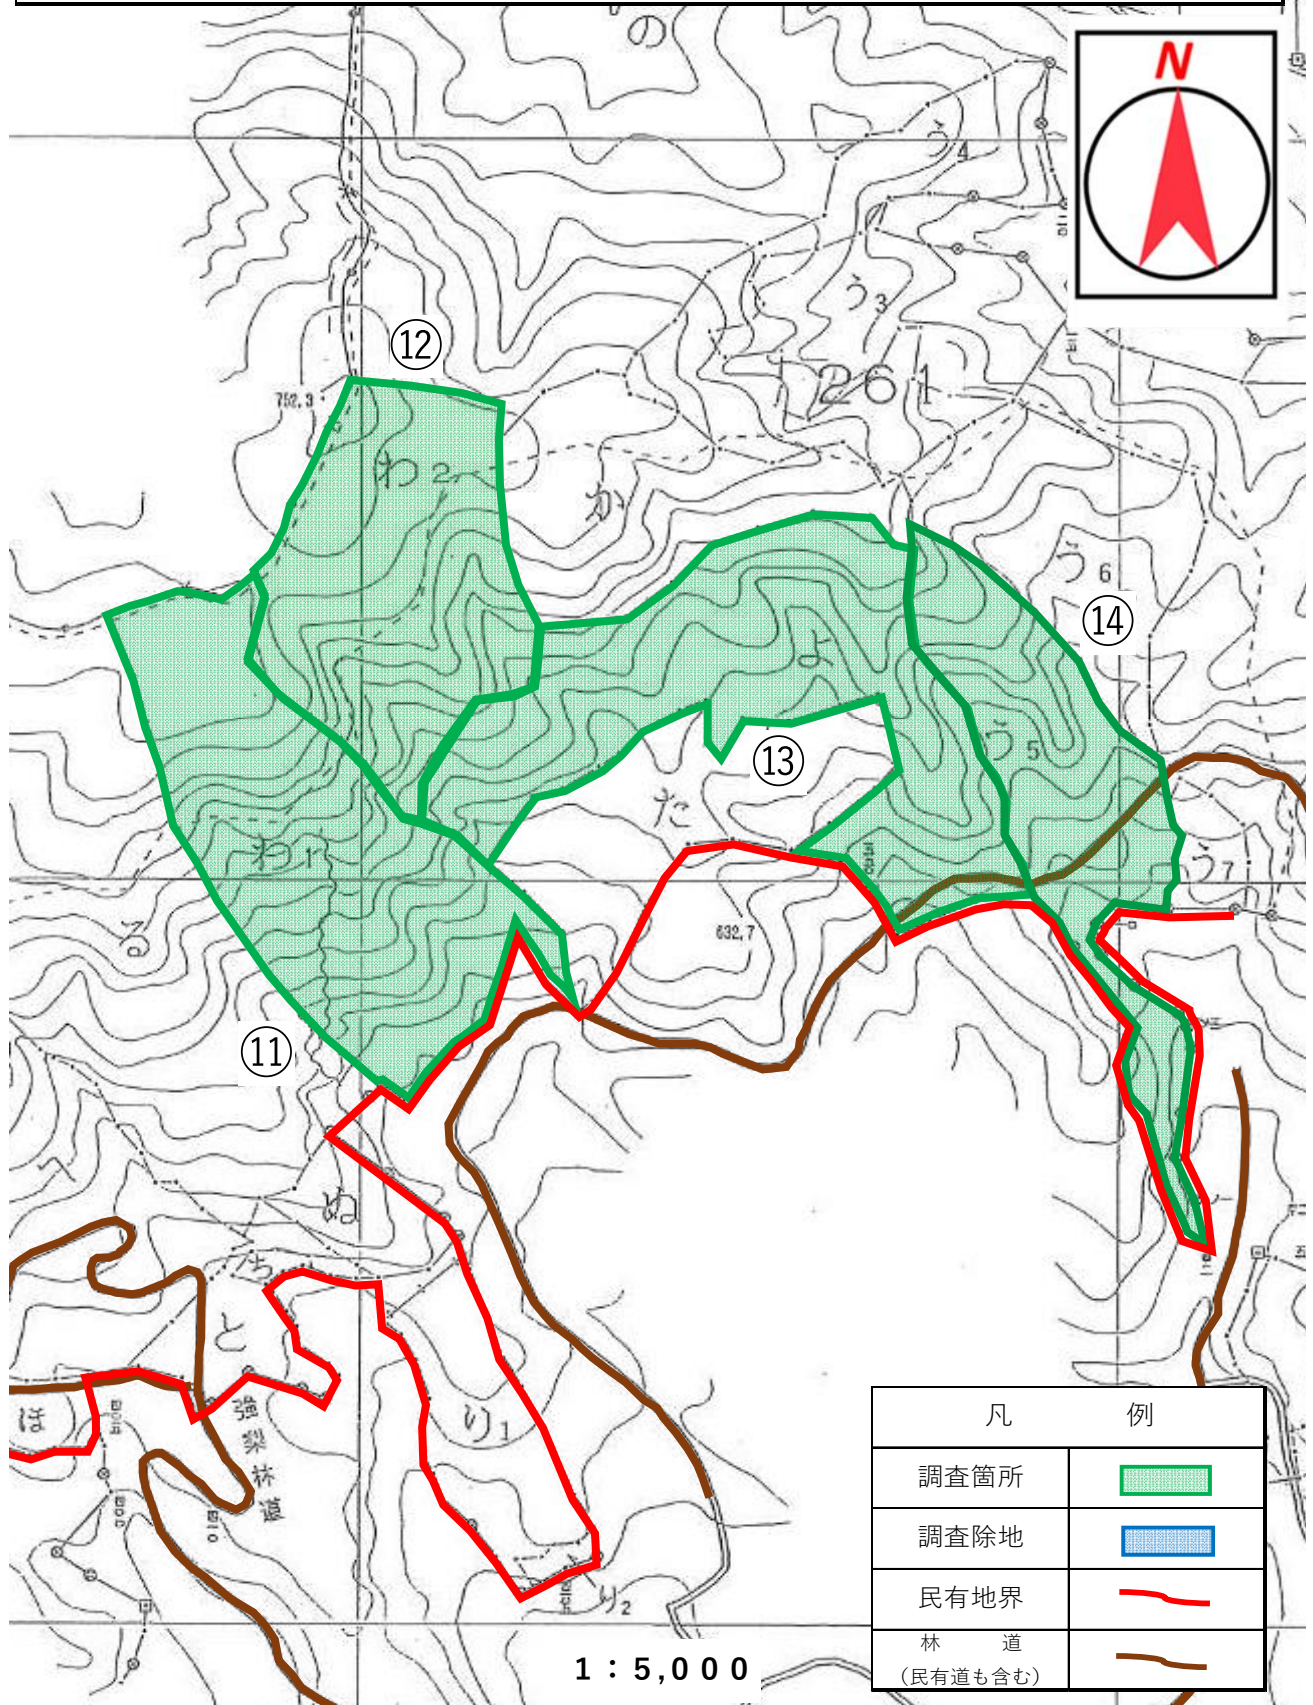 の
N
う4
う3
⑫
261
752.3
わ2
か
う6
⑭
よ
う5
⑬
た
わ1
う7
る
632.7
⑪
ぬ
ち
と
ほ
り1
強梨林道
り2
凡 例
調査箇所
調査除地
民有地界
林 道
(民有道も含む)
1：5,000